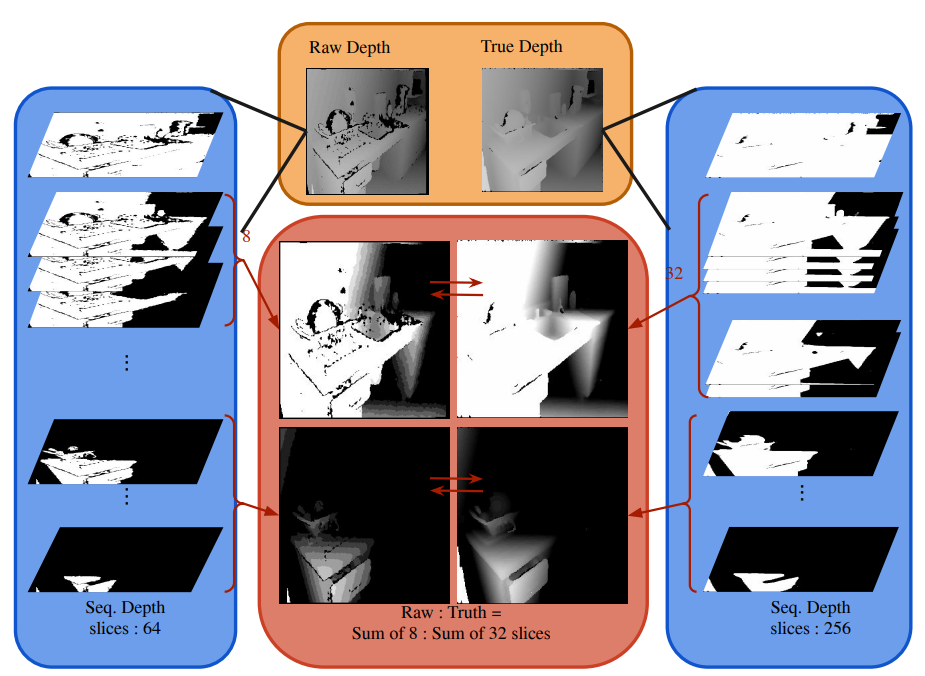 Raw Depth
True Depth
8
32
Seq. Depth
slices : 64
Raw : Truth =
Sum of 8 : Sum of 32 slices
Seq. Depth
slices : 256